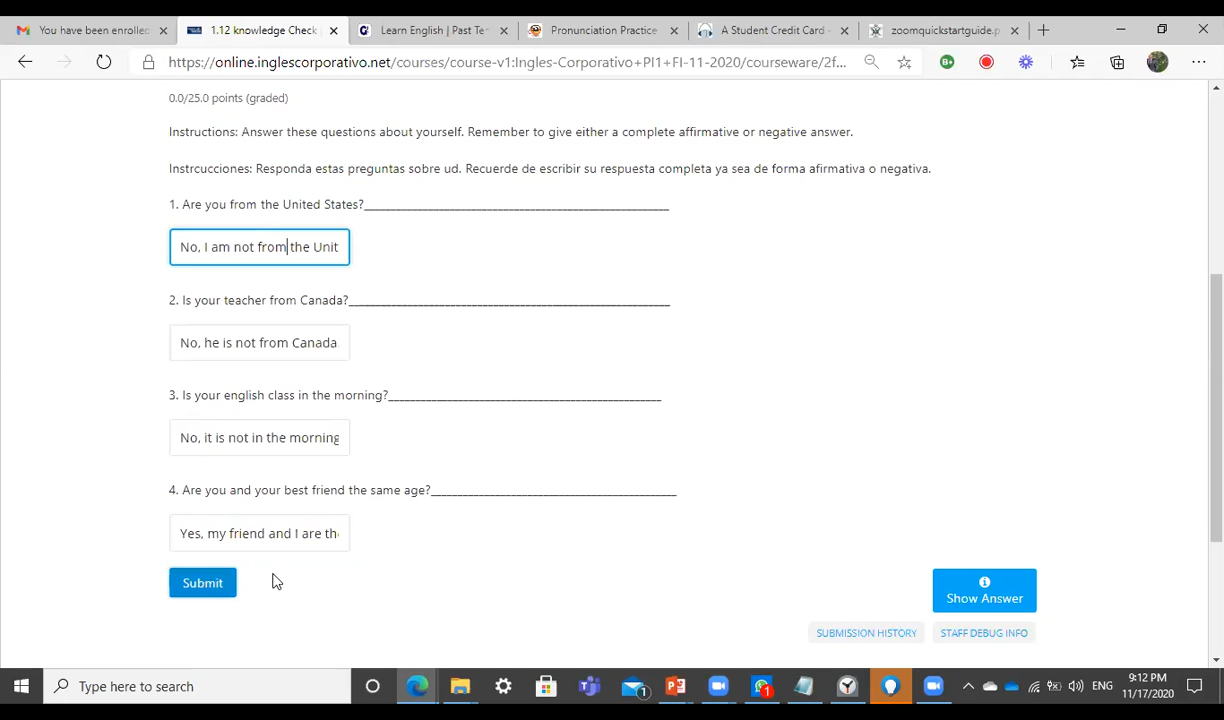 You have been enrolled
1.12 knowledge Check
Learn English | Past Te
Pronunciation Practice
A Student Credit Card -
zoomquickstartguide.p
https://online.inglescorporativo.net/courses/course-v1:Ingles-Corporativo+PI1+FI-11-2020/courseware/2f...
0.0/25.0 points (graded)
Instructions: Answer these questions about yourself. Remember to give either a complete affirmative or negative answer.
Instrcucciones: Responda estas preguntas sobre ud. Recuerde de escribir su respuesta completa ya sea de forma afirmativa o negativa.
1. Are you from the United States?
No, I am not from the Unit
2. Is your teacher from Canada?
No, he is not from Canada.
3. Is your english class in the morning?
No, it is not in the morning
4. Are you and your best friend the same age?
Yes, my friend and I are the
Submit
Show Answer
SUBMISSION HISTORY
STAFF DEBUG INFO
Type here to search
1
1
ENG
9:12 PM
11/17/2020